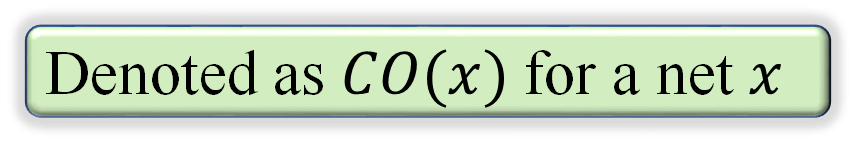 Denoted as CO(x) for a net x